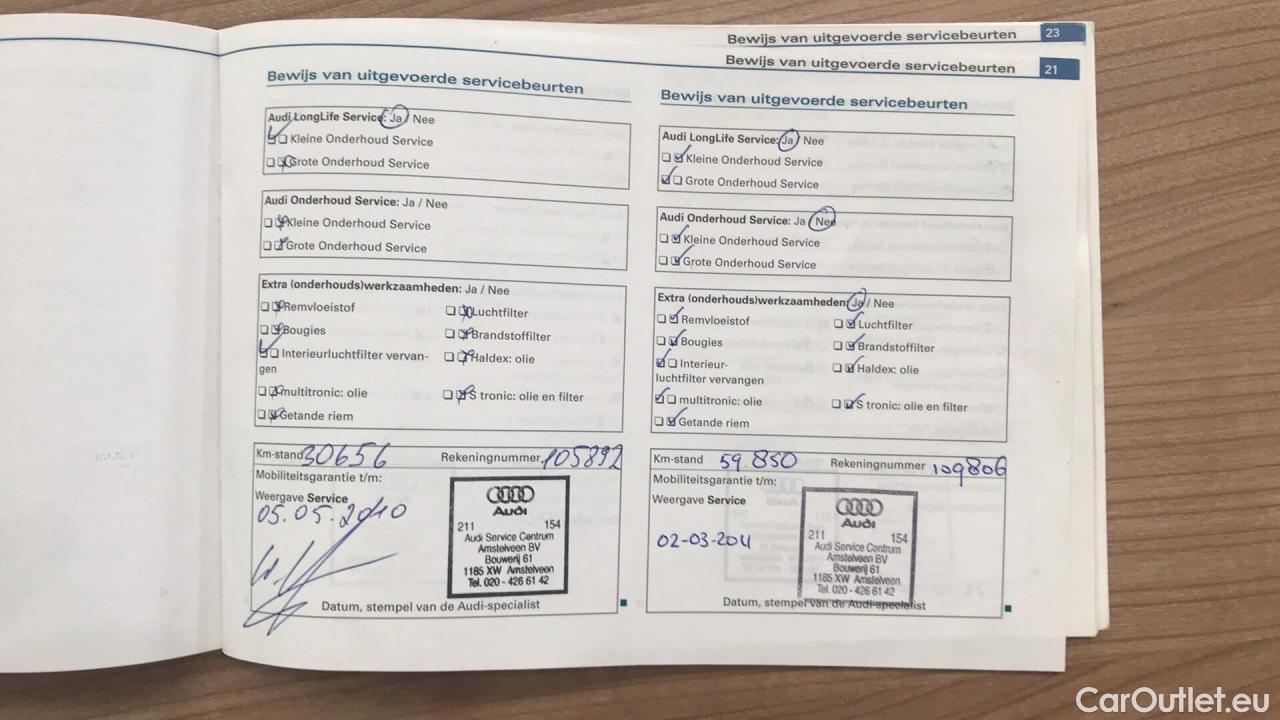 Bewijs van uitgevoerde servicebeurten 23
Bewijs van uitgevoerde servicebeurten 21
Bewijs van uitgevoerde servicebeurten
Audi LongLife Service: Ja / Nee
Kleine Onderhoud Service
Grote Onderhoud Service
Audi Onderhoud Service: Ja / Nee
Kleine Onderhoud Service
Grote Onderhoud Service
Extra (onderhouds)werkzaamheden: Ja / Nee
Remvloeistof Luchtfilter
Bougies Brandstoffilter
Interieurluchtfilter vervan- Haldex: olie
gen
multitronic: olie S tronic: olie en filter
Getande riem
Km-stand 30656 Rekeningnummer 105892
Mobiliteitsgarantie t/m:
Weergave Service
05.05.2010
Audi
211 154
Audi Service Centrum
Amstelveen BV
Bouwerij 61
1185 XW Amstelveen
Tel. 020 - 426 61 42
Datum, stempel van de Audi-specialist
Bewijs van uitgevoerde servicebeurten
Audi LongLife Service: Ja / Nee
Kleine Onderhoud Service
Grote Onderhoud Service
Audi Onderhoud Service: Ja / Nee
Kleine Onderhoud Service
Grote Onderhoud Service
Extra (onderhouds)werkzaamheden: Ja / Nee
Remvloeistof Luchtfilter
Bougies Brandstoffilter
Interieur- Haldex: olie
luchtfilter vervangen
multitronic: olie S tronic: olie en filter
Getande riem
Km-stand 59.850 Rekeningnummer 109806
Mobiliteitsgarantie t/m:
Weergave Service
02-03-2011
Audi
211 154
Audi Service Centrum
Amstelveen BV
Bouwerij 61
1185 XW Amstelveen
Tel. 020 - 426 61 42
Datum, stempel van de Audi-specialist
CarOutlet.eu